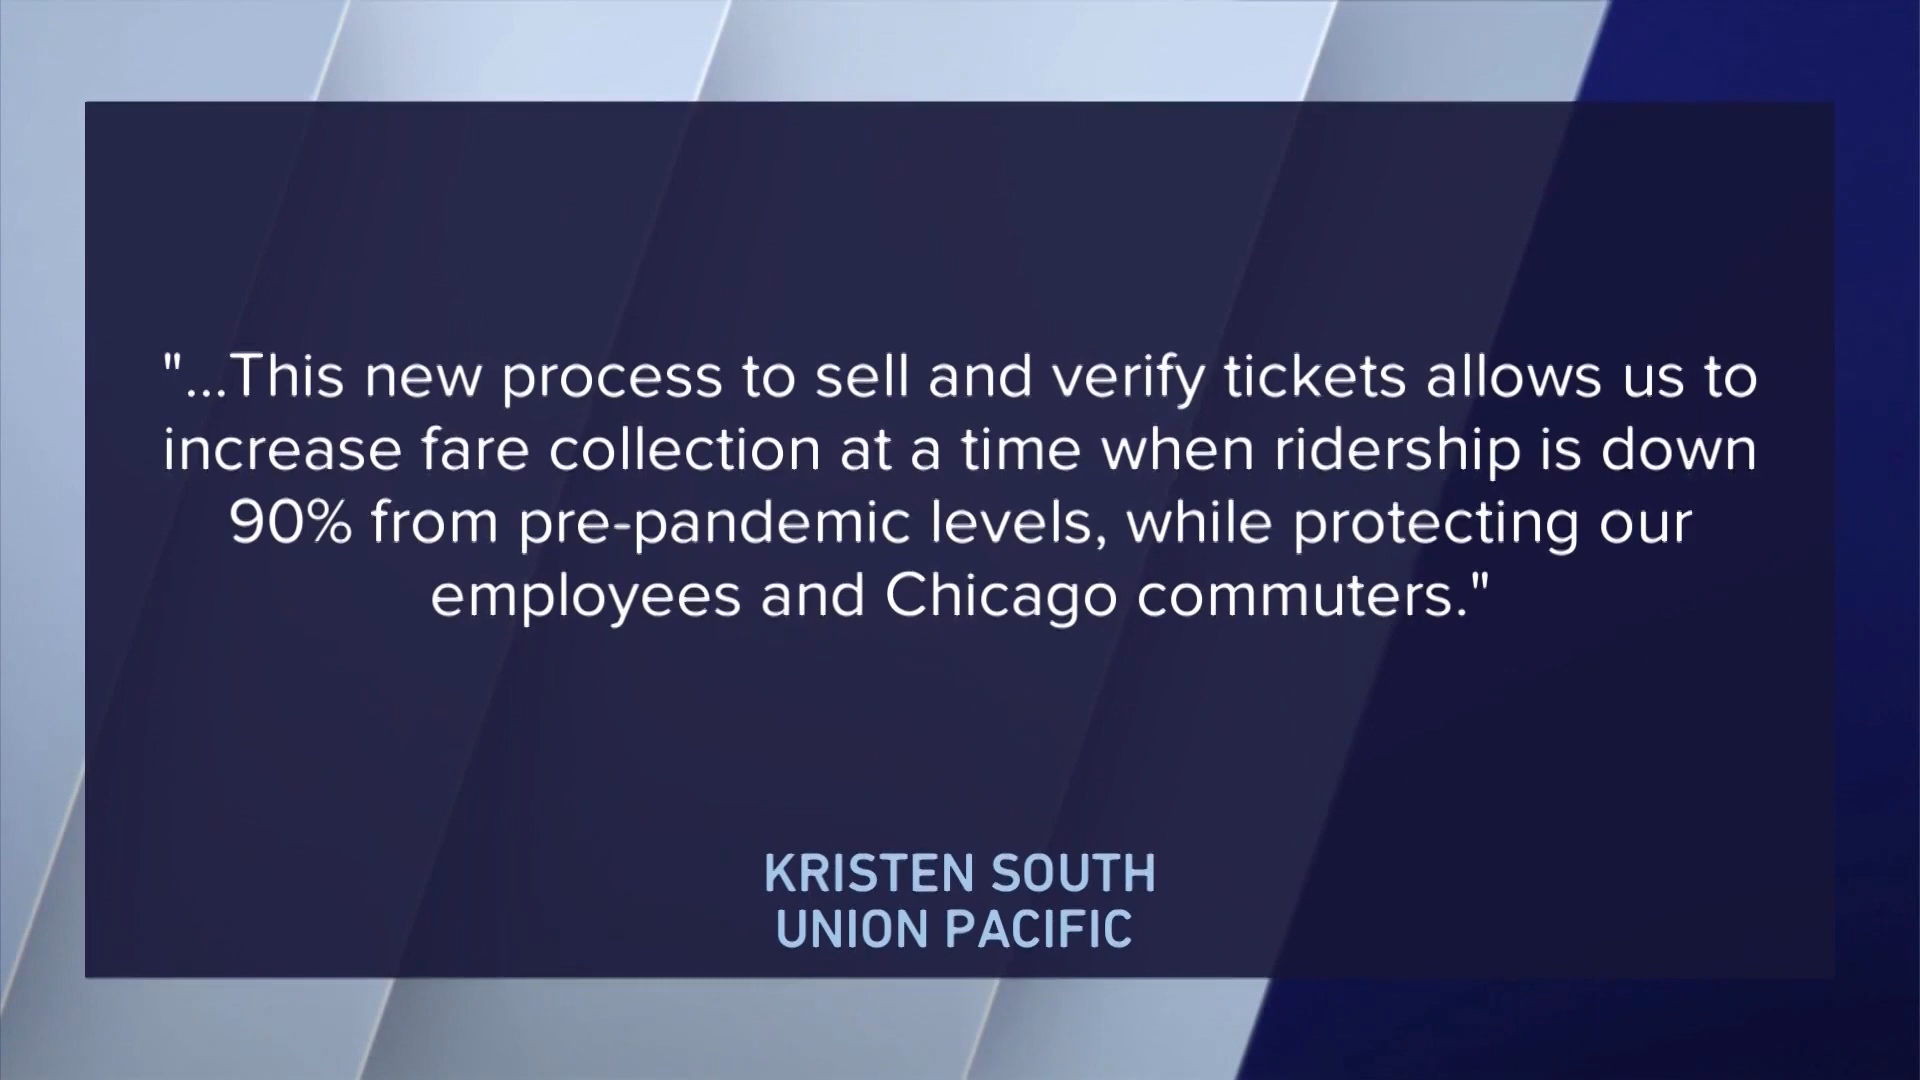 "...This new process to sell and verify tickets allows us to
increase fare collection at a time when ridership is down
90% from pre-pandemic levels, while protecting our
employees and Chicago commuters."
KRISTEN SOUTH
UNION PACIFIC